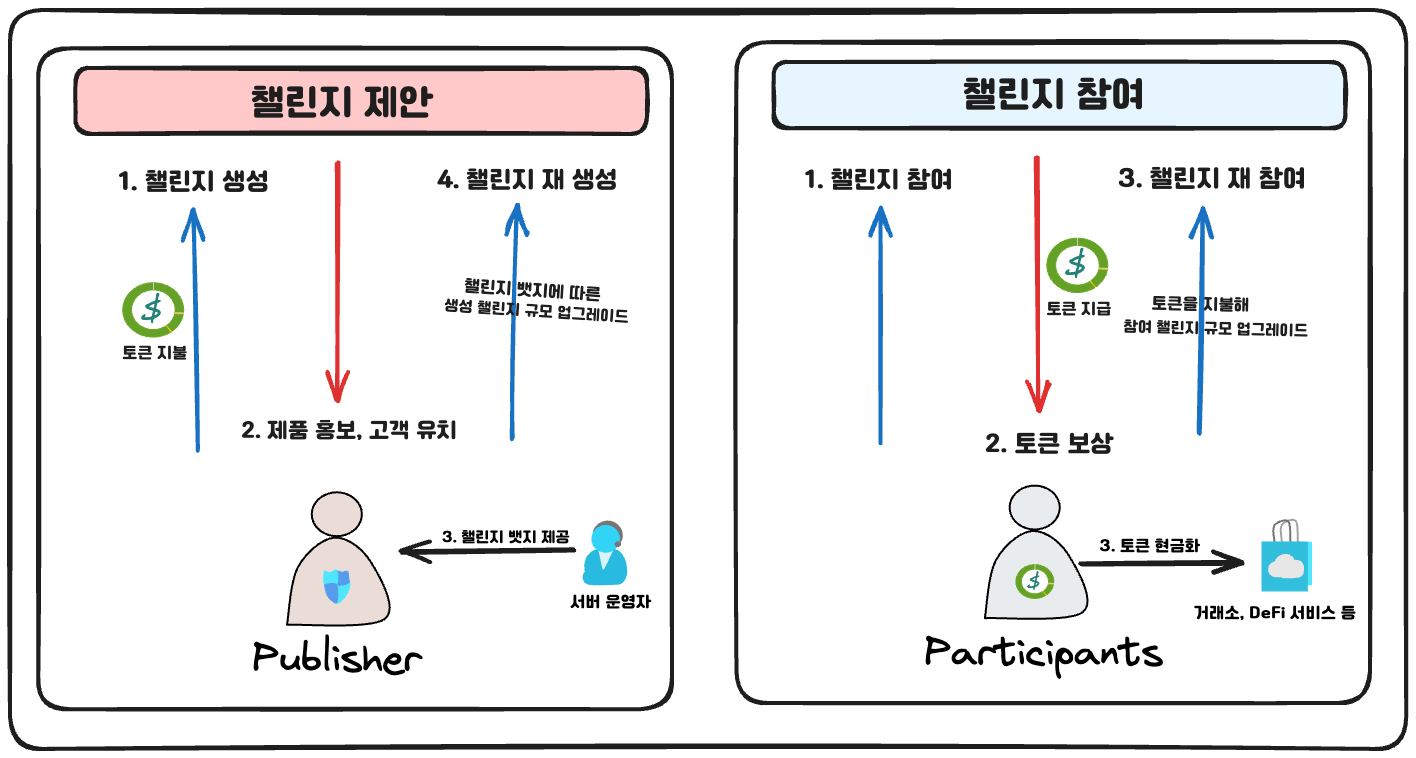 챌린지 제안
1. 챌린지 생성
4. 챌린지 재 생성
$
토큰 지불
챌린지 뱃지에 따른
생성 챌린지 규모 업그레이드
2. 제품 홍보, 고객 유치
3. 챌린지 뱃지 제공
서버 운영자
Publisher
챌린지 참여
1. 챌린지 참여
3. 챌린지 재 참여
$
토큰 지급
토큰을 지불해
참여 챌린지 규모 업그레이드
2. 토큰 보상
3. 토큰 현금화
$
거래소, DeFi 서비스 등
Participants